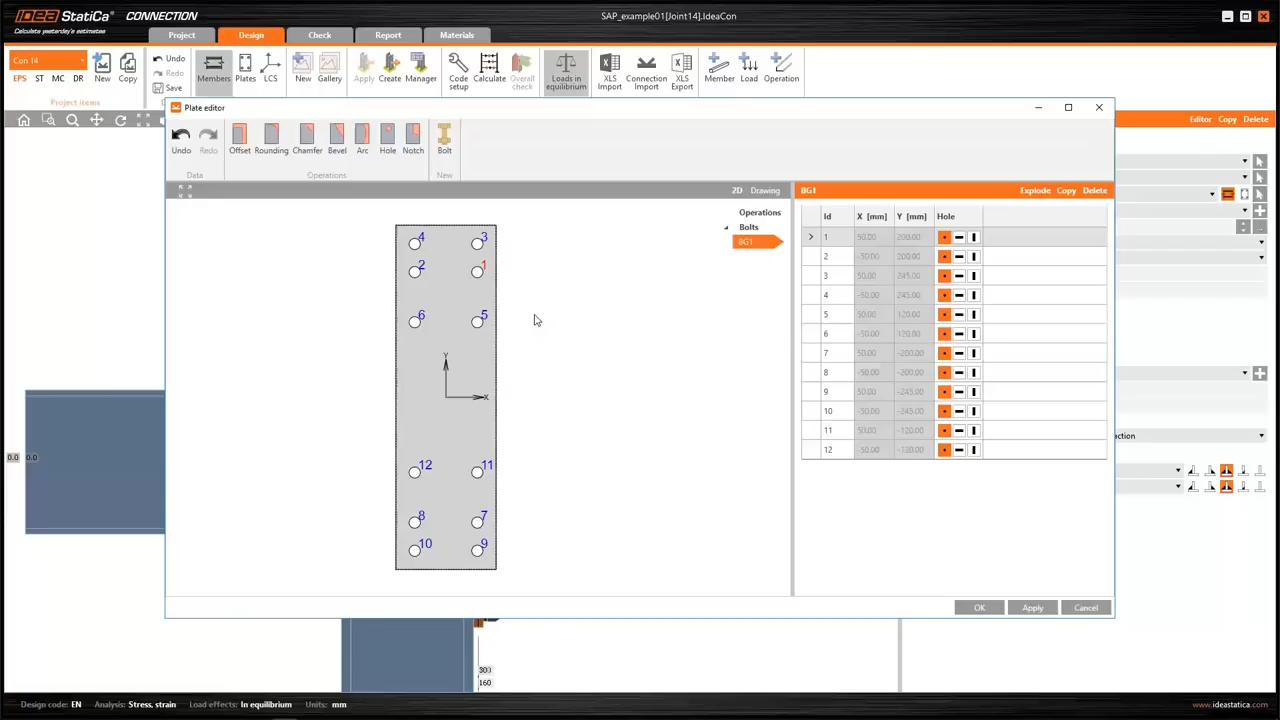 IDEA StatiCa® CONNECTION
Calculate yesterday's estimates
SAP_example01[Joint14].IdeaCon
Project Design Check Report Materials
Con 14
EPS ST MC DR
New Copy
Undo
Redo
Save
Members Plates LCS
New Gallery
Apply Create Manager
Code setup
Calculate
Overall check
Loads in equilibrium
XLS Import
Connection Import
XLS Export
Member Load Operation
Project items
Plate editor
Editor Copy Delete
Undo Redo
Offset Rounding Chamfer Bevel Arc Hole Notch
Bolt
Data Operations New
2D Drawing
BG1 Explode Copy Delete
Operations
Bolts
BG1
4 3
2 1
6 5
Y
X
12 11
8 7
10 9
Id X [mm] Y [mm] Hole
1 50.00 200.00
2 -50.00 200.00
3 50.00 245.00
4 -50.00 245.00
5 50.00 120.00
6 -50.00 120.00
7 50.00 -200.00
8 -50.00 -200.00
9 50.00 -245.00
10 -50.00 -245.00
11 50.00 -120.00
12 -50.00 -120.00
0.0 0.0
OK Apply Cancel
300
160
Design code: EN Analysis: Stress, strain Load effects: In equilibrium Units: mm
www.ideastatica.com